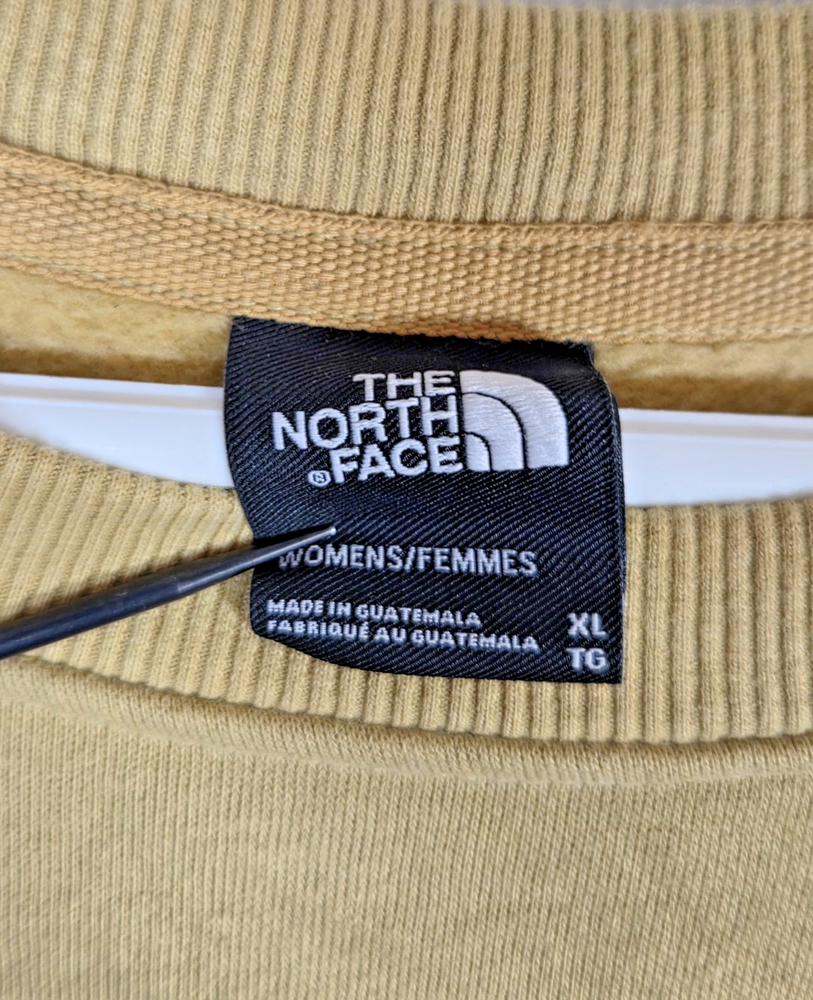 THE
NORTH
®FACE
WOMENS/FEMMES
MADE IN GUATEMALA
FABRIQUÉ AU GUATEMALA
XL
TG